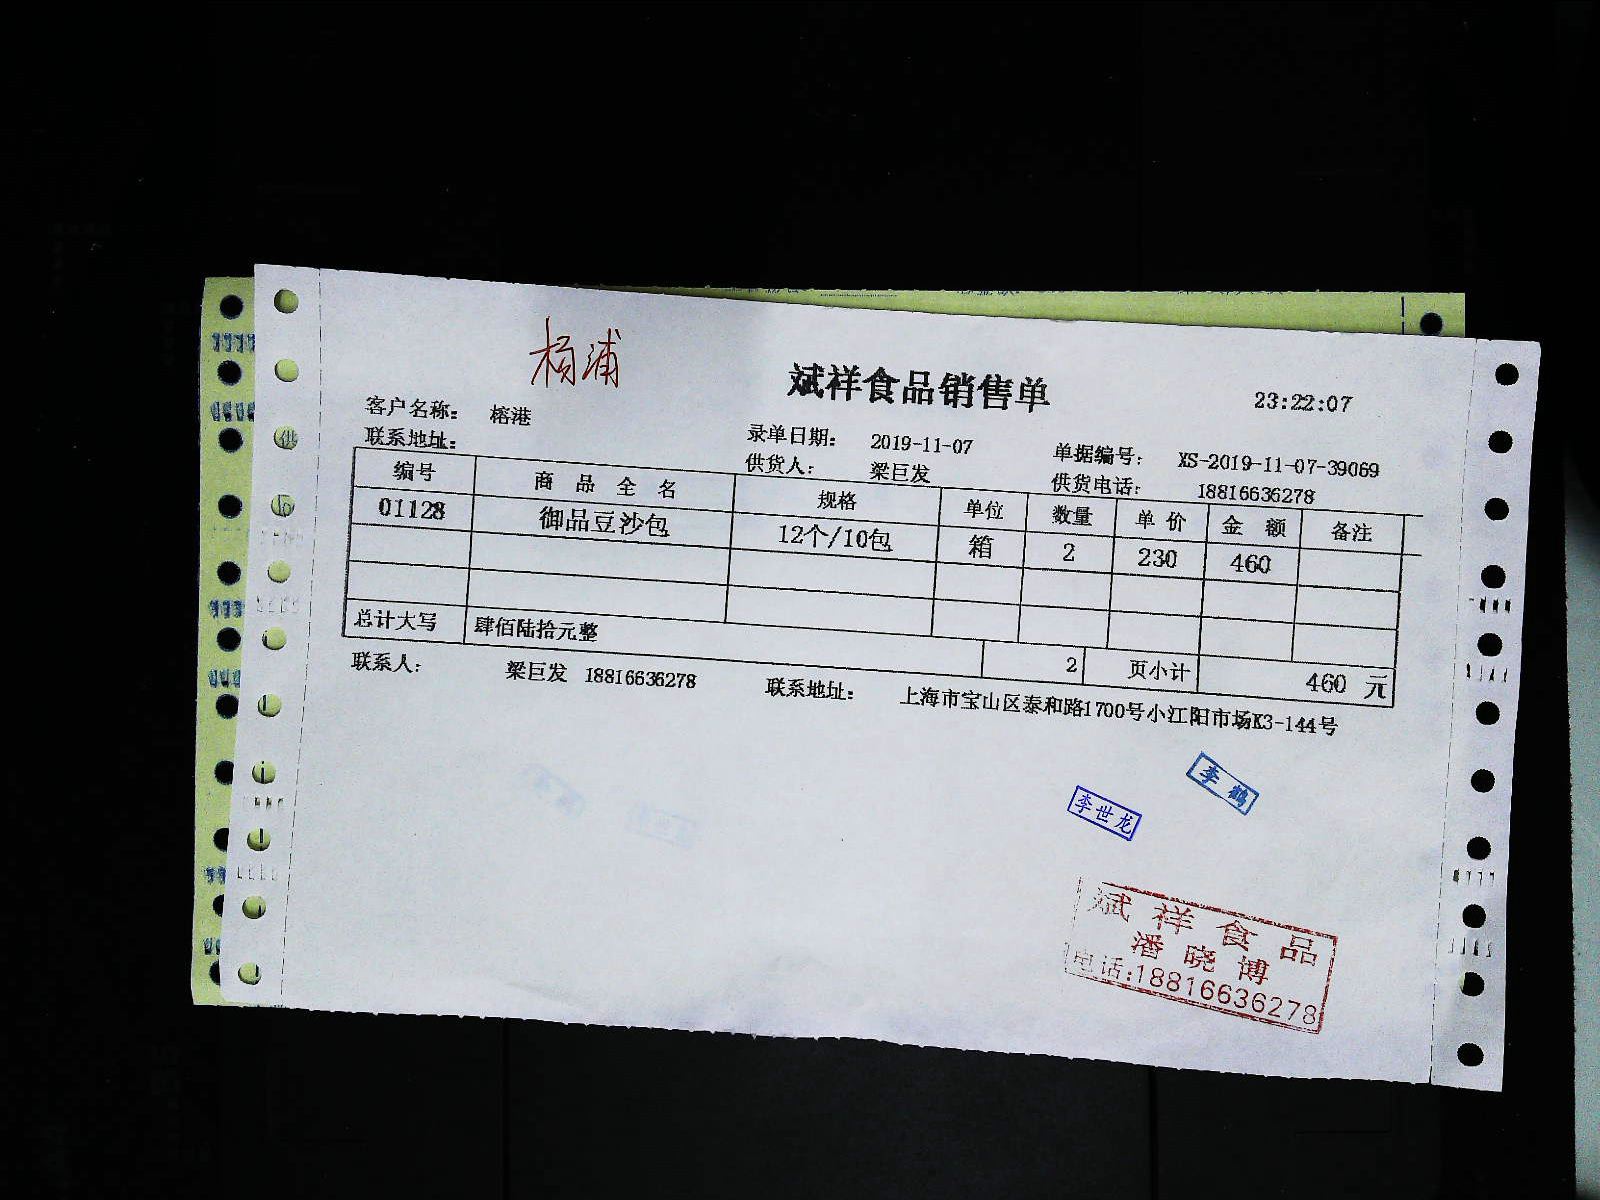 杨浦
斌祥食品销售单
23:22:07
客户名称： 榕港
录单日期： 2019-11-07
单据编号： XS-2019-11-07-39069
联系地址：
供货人： 梁巨发
供货电话： 18816636278
编号 商品全名 规格 单位 数量 单价 金额 备注
01128 御品豆沙包 12个/10包 箱 2 230 460
总计大写 肆佰陆拾元整 2 页小计 460 元
联系人： 梁巨发 18816636278 联系地址： 上海市宝山区泰和路1700号小江阳市场K3-144号
李鹤
李世龙
斌祥食品
潘晓博
电话:18816636278